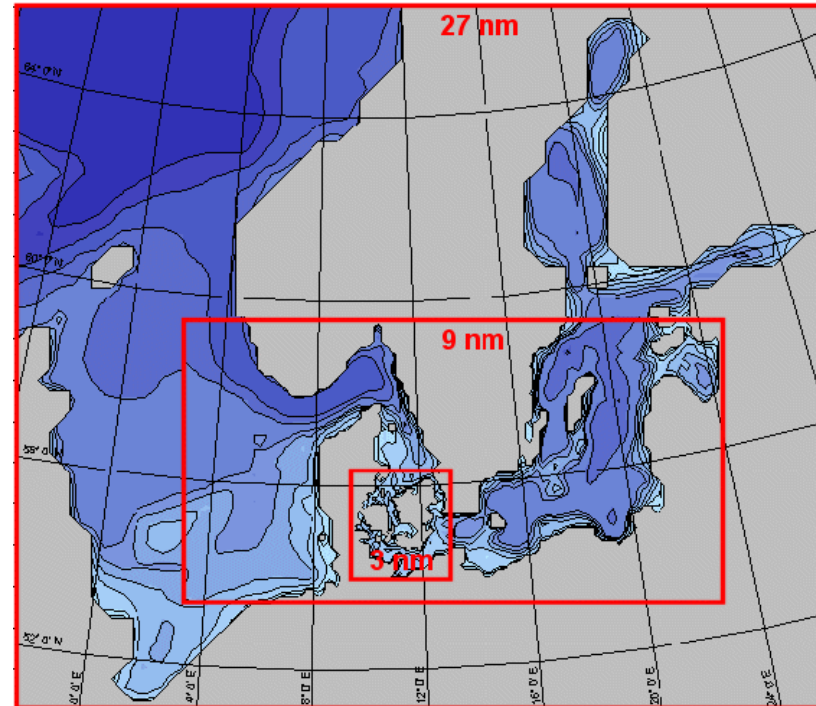 27 nm
64° 0' N
60° 0' N
9 nm
56° 0' N
3 nm
52° 0' N
0° 0' E
4° 0' E
8° 0' E
12° 0' E
16° 0' E
20° 0' E
24° 0' E